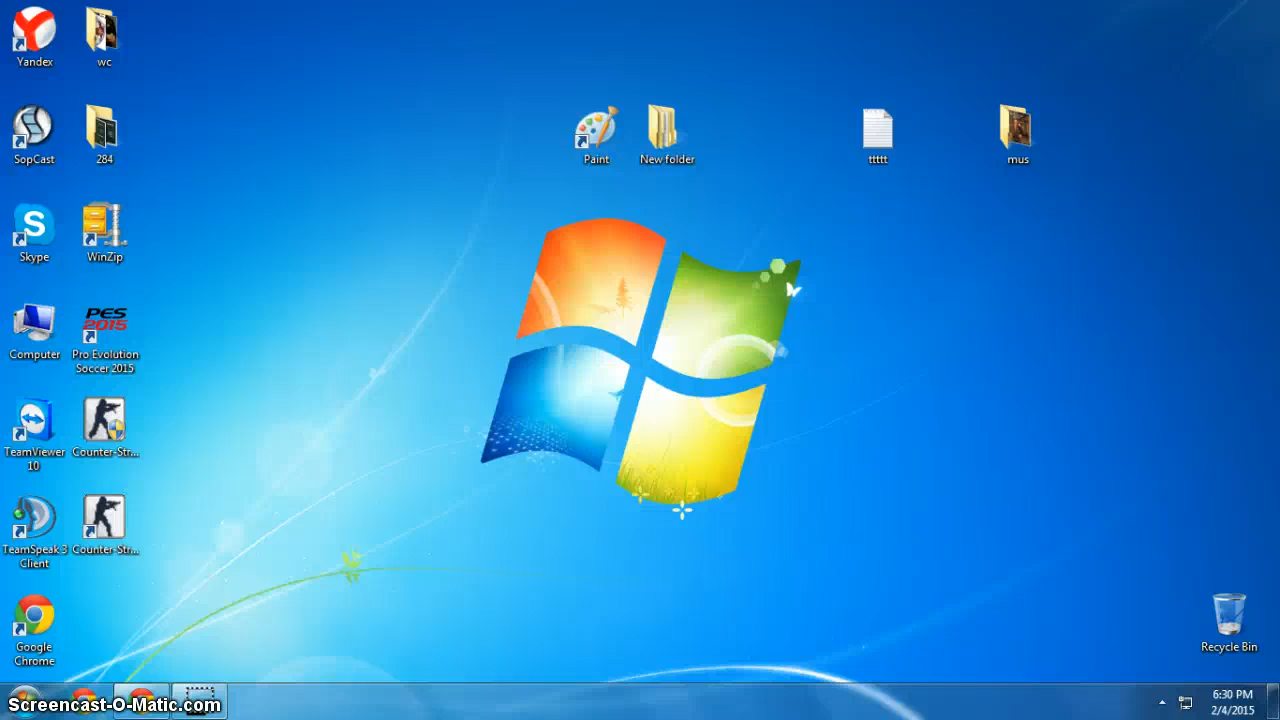 Yandex
wc
SopCast
284
Paint
New folder
ttttt
mus
Skype
WinZip
Computer
PES
2015
Pro Evolution
Soccer 2015
TeamViewer
10
Counter-Str...
TeamSpeak 3
Client
Counter-Str...
Google
Chrome
Recycle Bin
Screencast-O-Matic.com
6:30 PM
2/4/2015